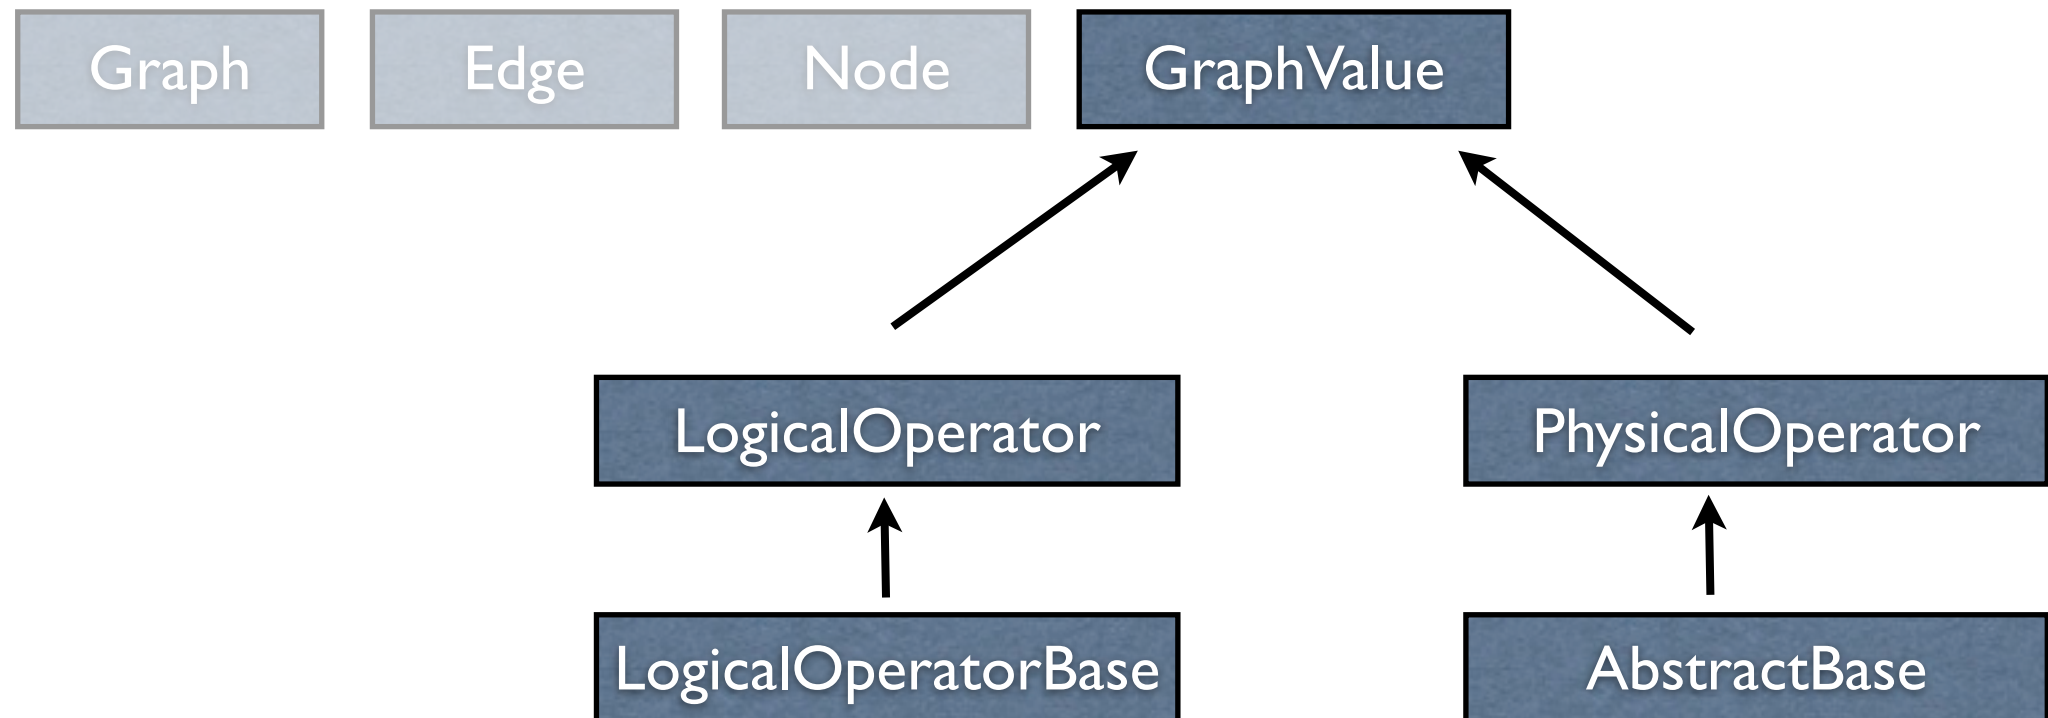 Graph
Edge
Node
GraphValue
LogicalOperator
PhysicalOperator
LogicalOperatorBase
AbstractBase